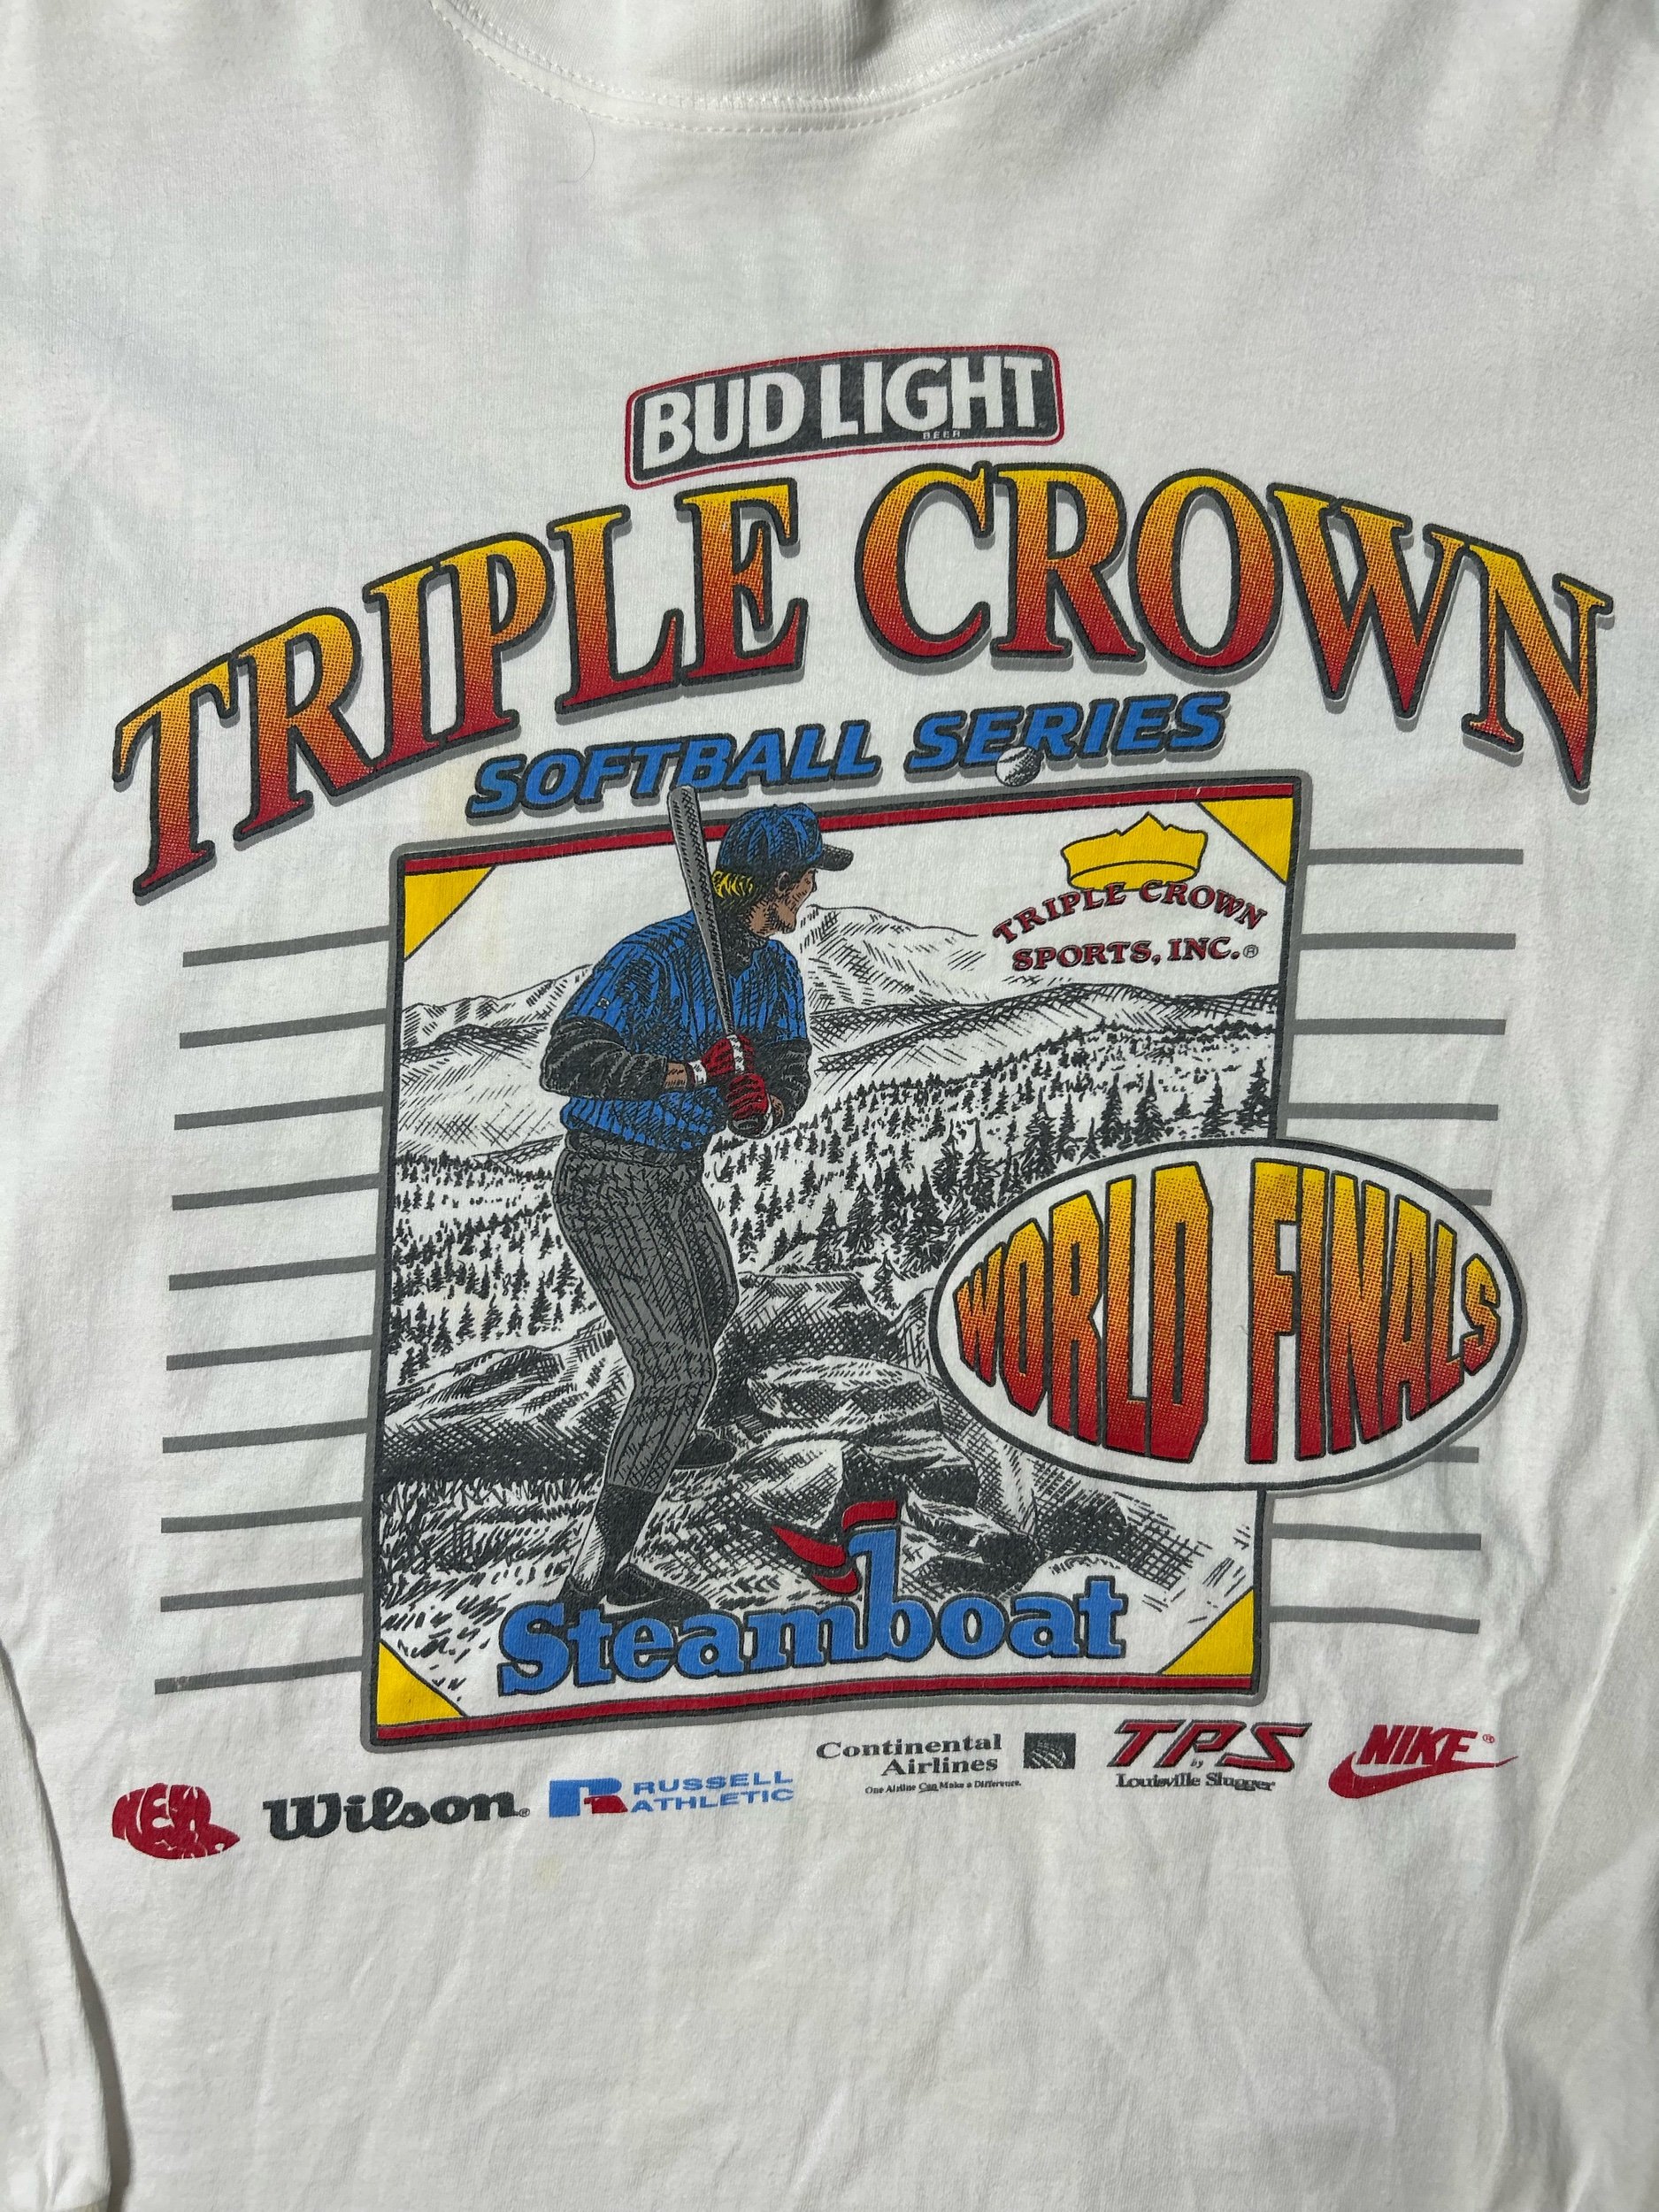 BUD LIGHT
BEER
TRIPLE CROWN
SOFTBALL SERIES
TRIPLE CROWN
SPORTS, INC.®
WORLD FINALS
Steamboat
Continental
Airlines
One Airline Can Make a Difference.
TPS
by
Louisville Slugger
NIKE®
Wilson®
RUSSELL
ATHLETIC